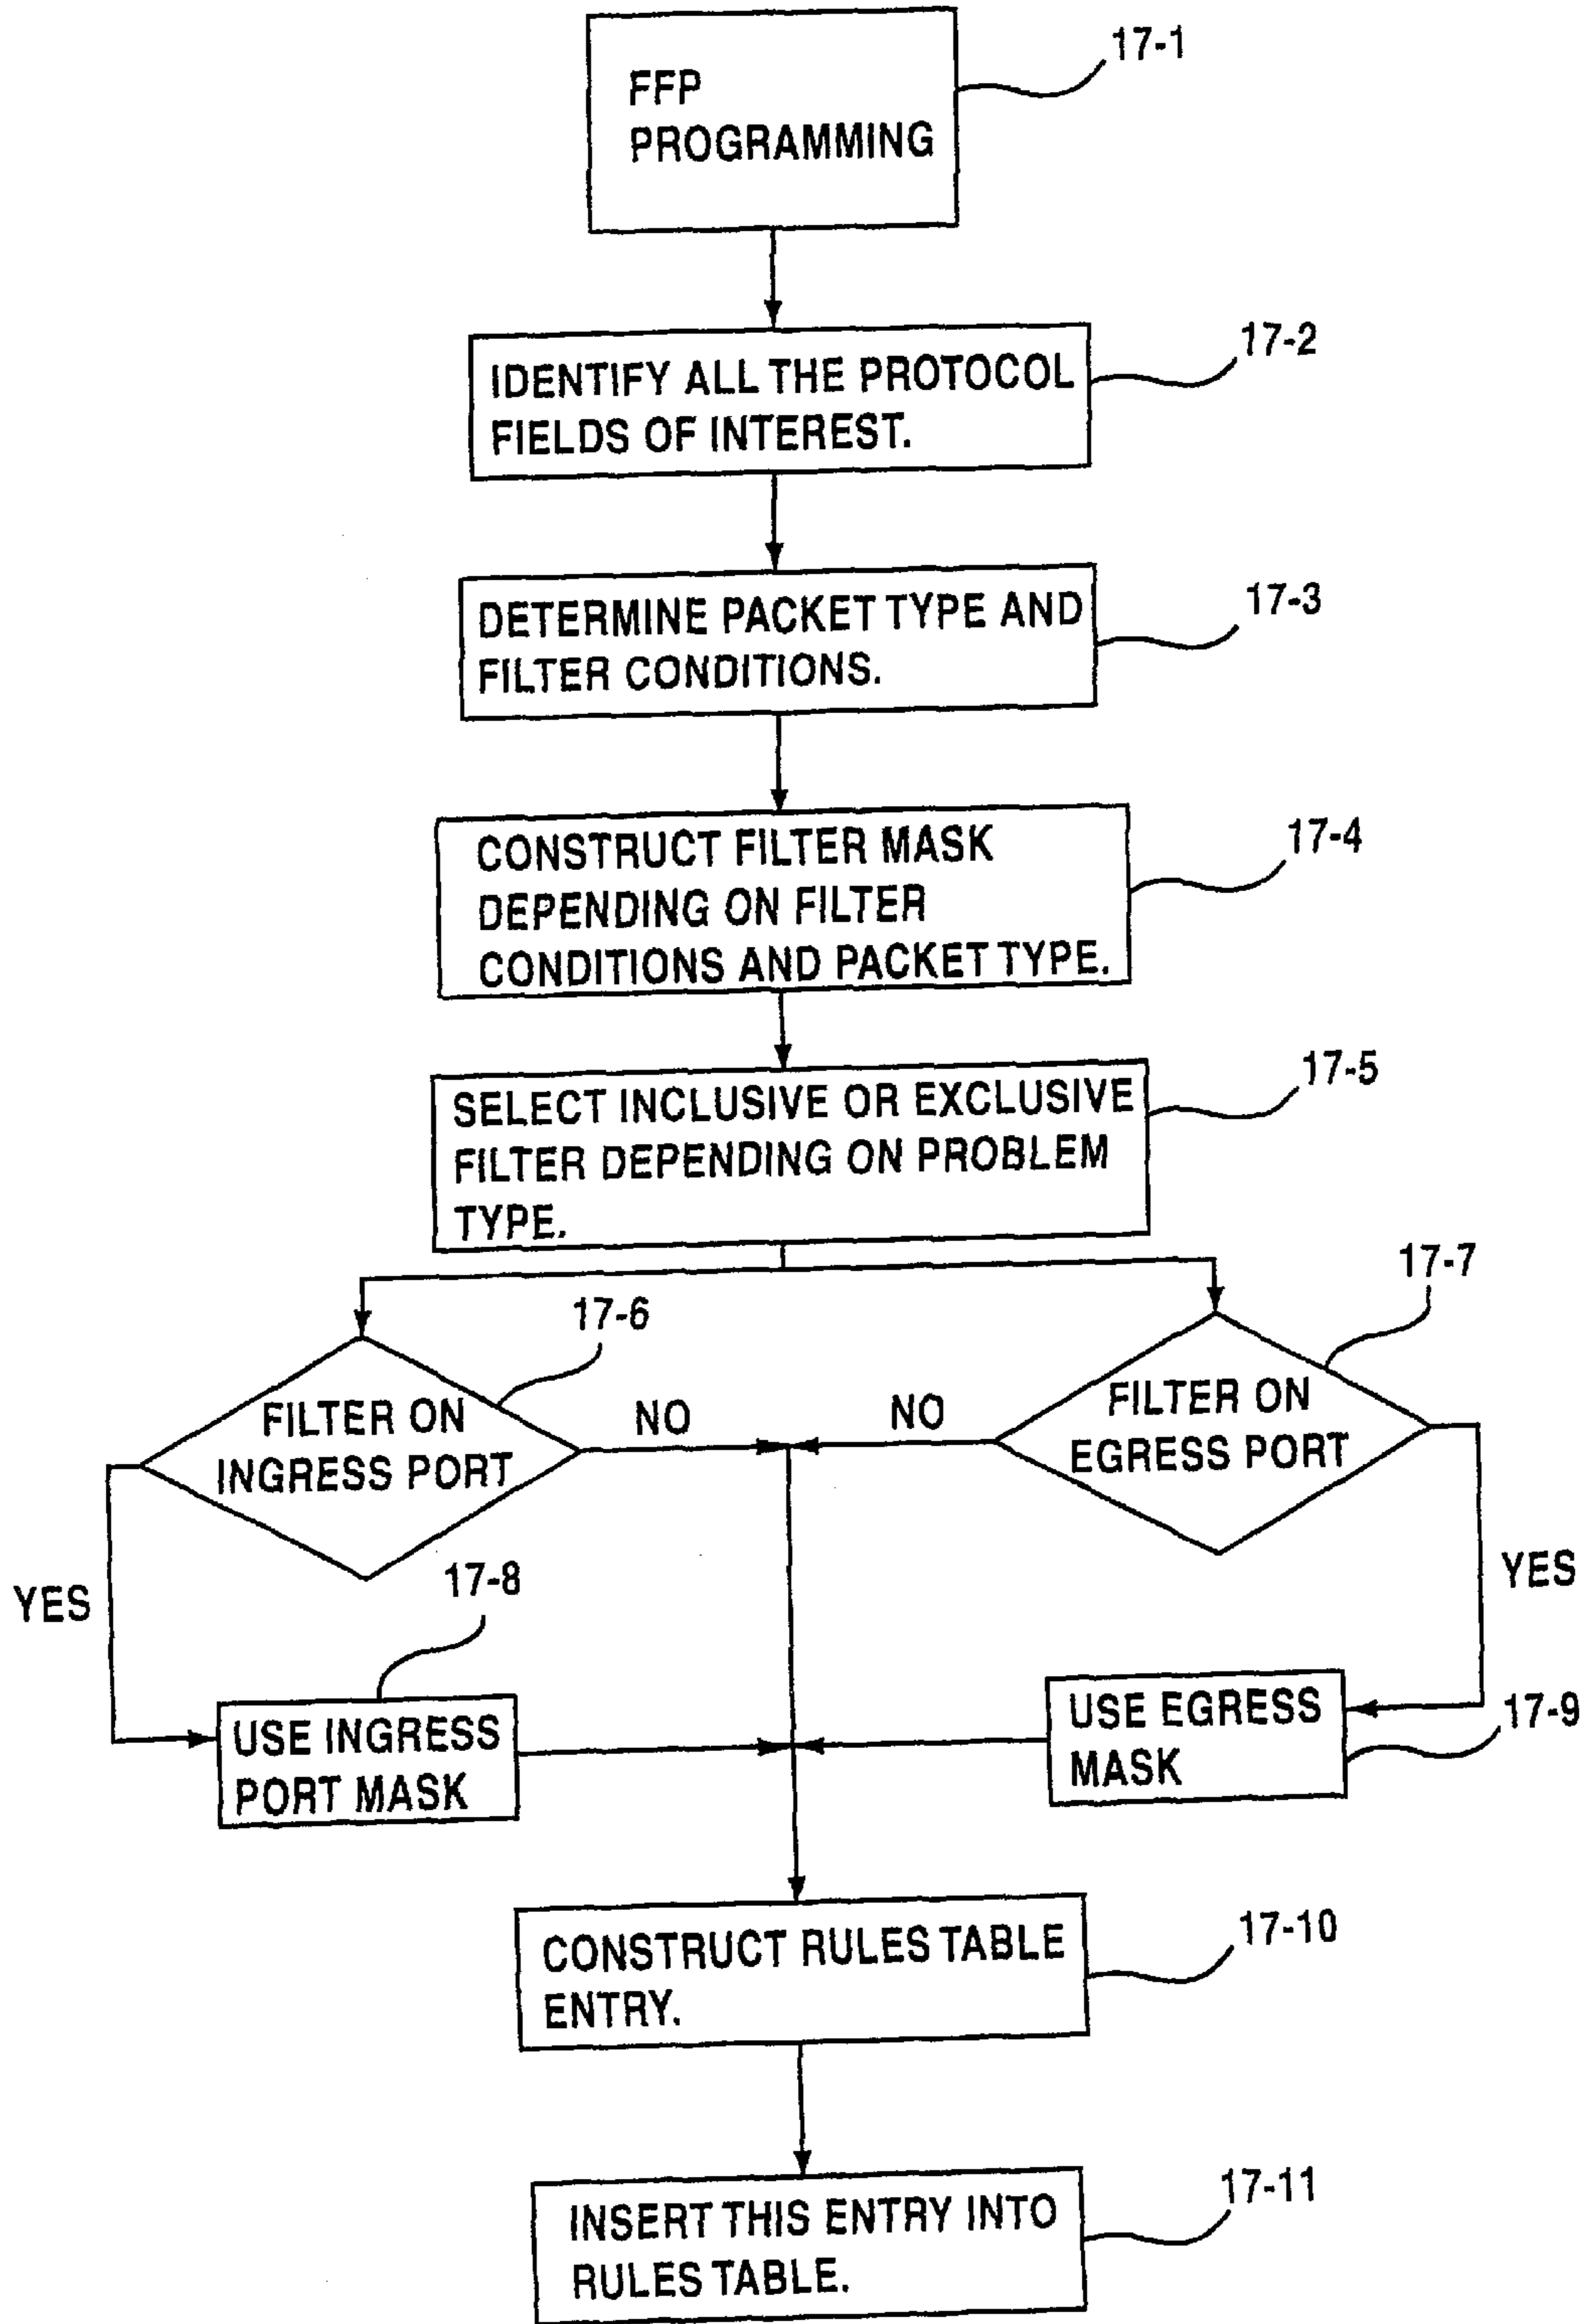 17-1
FFP
PROGRAMMING
17-2
IDENTIFY ALL THE PROTOCOL
FIELDS OF INTEREST.
17-3
DETERMINE PACKET TYPE AND
FILTER CONDITIONS.
17-4
CONSTRUCT FILTER MASK
DEPENDING ON FILTER
CONDITIONS AND PACKET TYPE.
17-5
SELECT INCLUSIVE OR EXCLUSIVE
FILTER DEPENDING ON PROBLEM
TYPE.
17-6
17-7
FILTER ON
INGRESS PORT
NO
NO
FILTER ON
EGRESS PORT
YES
YES
17-8
USE INGRESS
PORT MASK
USE EGRESS
MASK
17-9
CONSTRUCT RULES TABLE
ENTRY.
17-10
INSERT THIS ENTRY INTO
RULES TABLE.
17-11